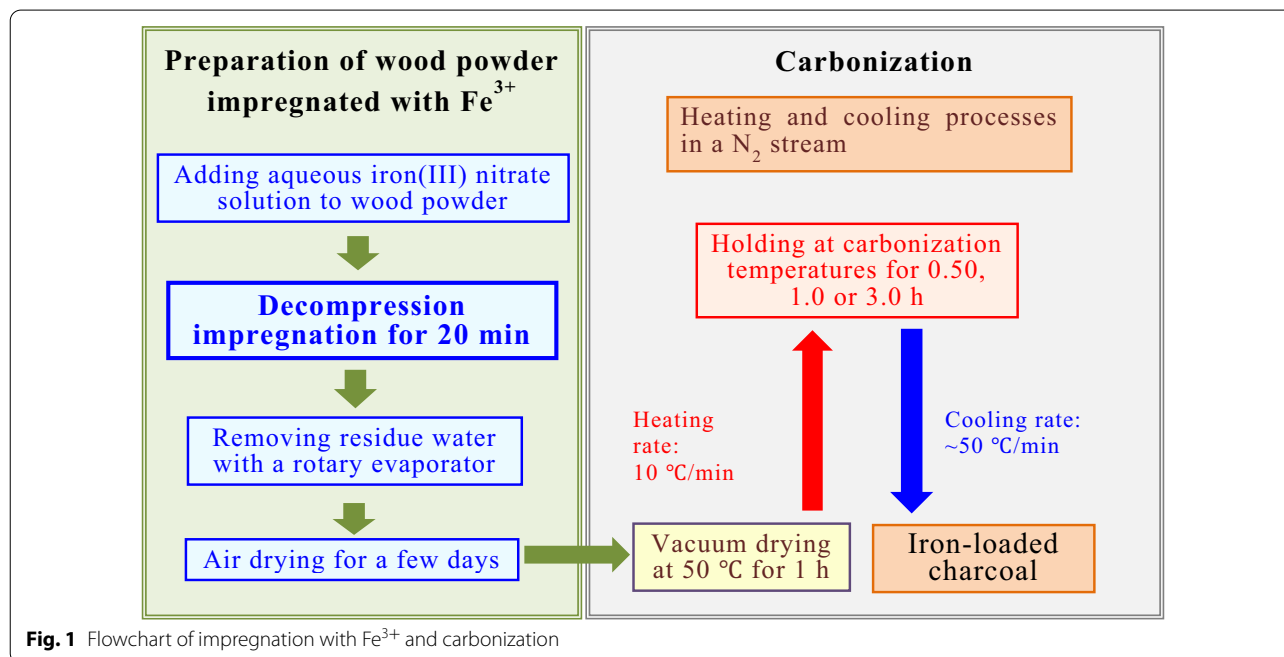 Preparation of wood powder
impregnated with Fe³⁺
Adding aqueous iron(III) nitrate
solution to wood powder
Decompression
impregnation for 20 min
Removing residue water
with a rotary evaporator
Air drying for a few days
Carbonization
Heating and cooling processes
in a N₂ stream
Holding at carbonization
temperatures for 0.50,
1.0 or 3.0 h
Heating
rate:
10 ℃/min
Cooling rate:
~50 ℃/min
Vacuum drying
at 50 ℃ for 1 h
Iron-loaded
charcoal
Fig. 1 Flowchart of impregnation with Fe³⁺ and carbonization